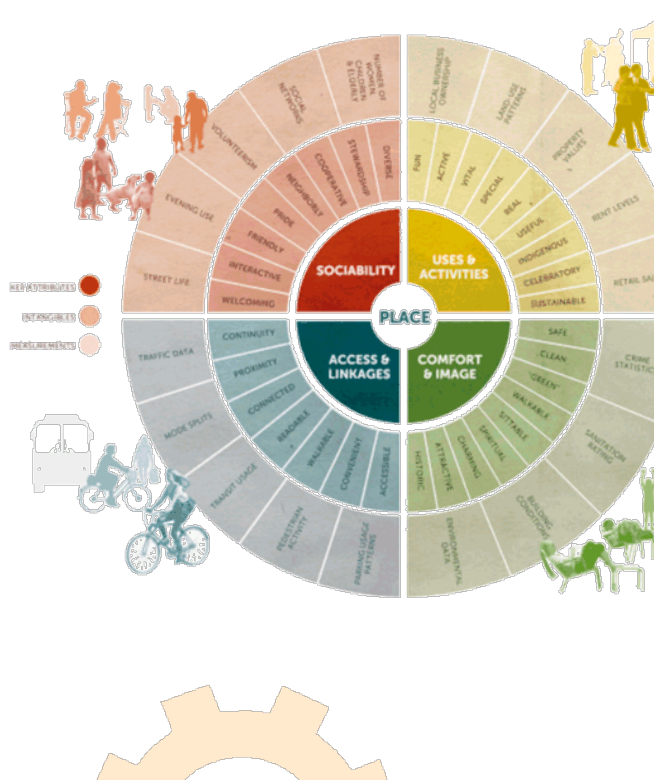 NUMBER OF
WOMEN,
CHILDREN
& ELDERLY
SOCIAL
NETWORKS
VOLUNTEERISM
EVENING USE
STREET LIFE
LOCAL BUSINESS
OWNERSHIP
LAND-USE
PATTERNS
PROPERTY
VALUES
RENT LEVELS
RETAIL SA
DIVERSE
STEWARDSHIP
COOPERATIVE
NEIGHBORLY
PRIDE
FRIENDLY
INTERACTIVE
WELCOMING
FUN
ACTIVE
VITAL
SPECIAL
REAL
USEFUL
INDIGENOUS
CELEBRATORY
SUSTAINABLE
SOCIABILITY
USES &
ACTIVITIES
KEY ATTRIBUTES
INTANGIBLES
MEASUREMENTS
PLACE
ACCESS &
LINKAGES
COMFORT
& IMAGE
CONTINUITY
PROXIMITY
CONNECTED
READABLE
WALKABLE
CONVENIENT
ACCESSIBLE
SAFE
CLEAN
"GREEN"
WALKABLE
SITTABLE
SPIRITUAL
CHARMING
ATTRACTIVE
HISTORIC
TRAFFIC DATA
MODE SPLITS
TRANSIT USAGE
PEDESTRIAN
ACTIVITY
PARKING USAGE
PATTERNS
CRIME
STATISTIC
SANITATION
RATING
BUILDING
CONDITIONS
ENVIRONMENTAL
DATA